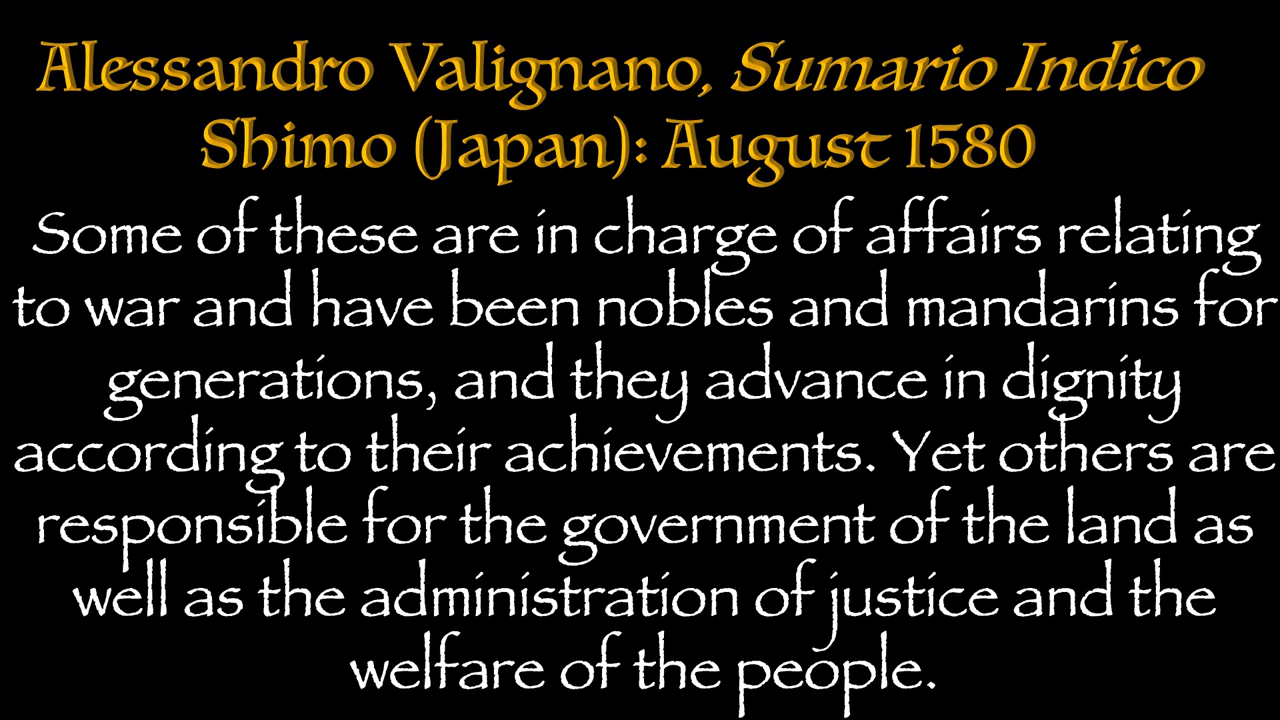 Alessandro Valignano, Sumario Indico
Shimo (Japan): August 1580
Some of these are in charge of affairs relating
to war and have been nobles and mandarins for
generations, and they advance in dignity
according to their achievements. Yet others are
responsible for the government of the land as
well as the administration of justice and the
welfare of the people.